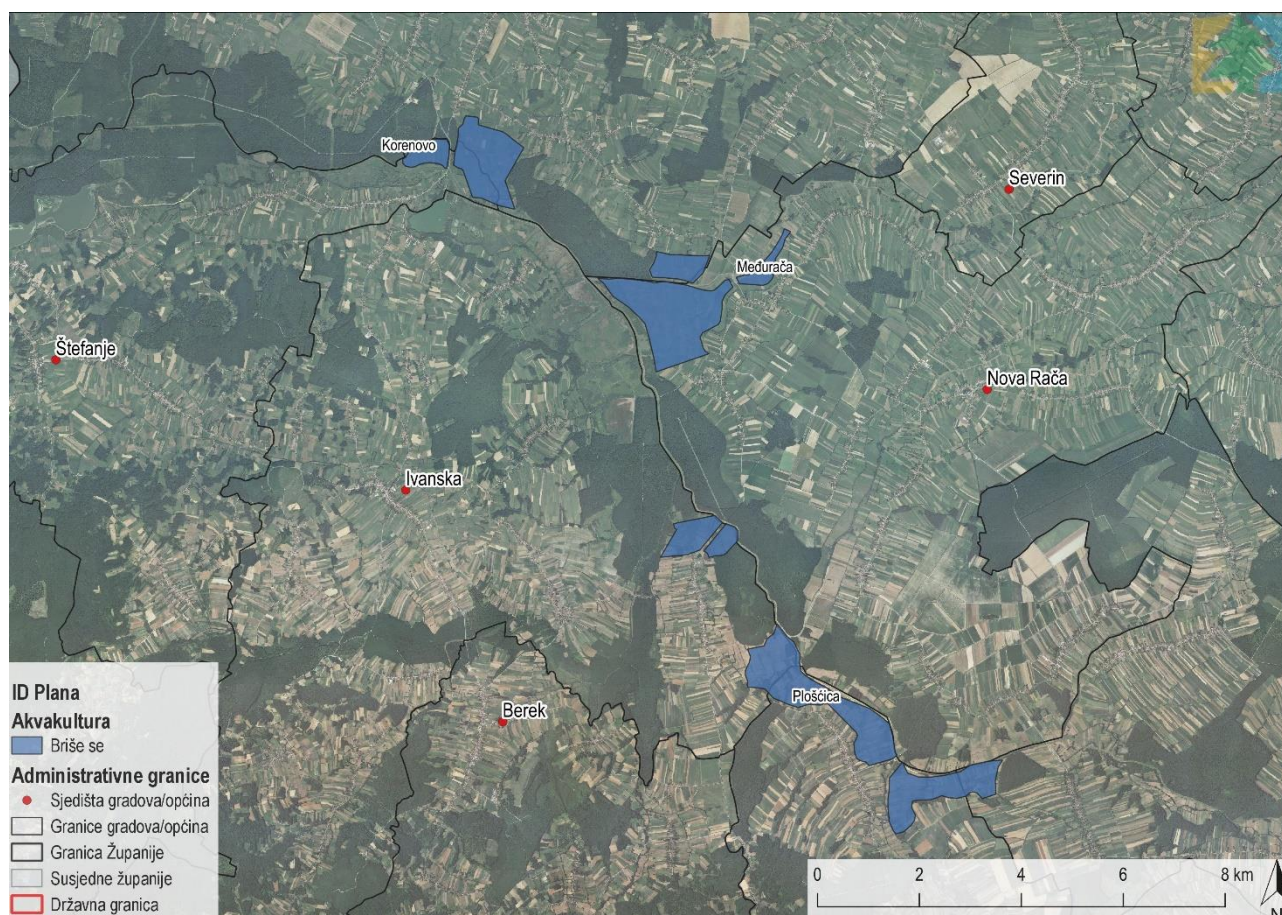 Korenovo
Severin
Međurača
Štefanje
Nova Rača
Ivanska
Plošćica
Berek
ID Plana
Akvakultura
Briše se
Administrativne granice
Sjedišta gradova/općina
Granice gradova/općina
Granica Županije
Susjedne županije
Državna granica
0 2 4 6 8 km
N